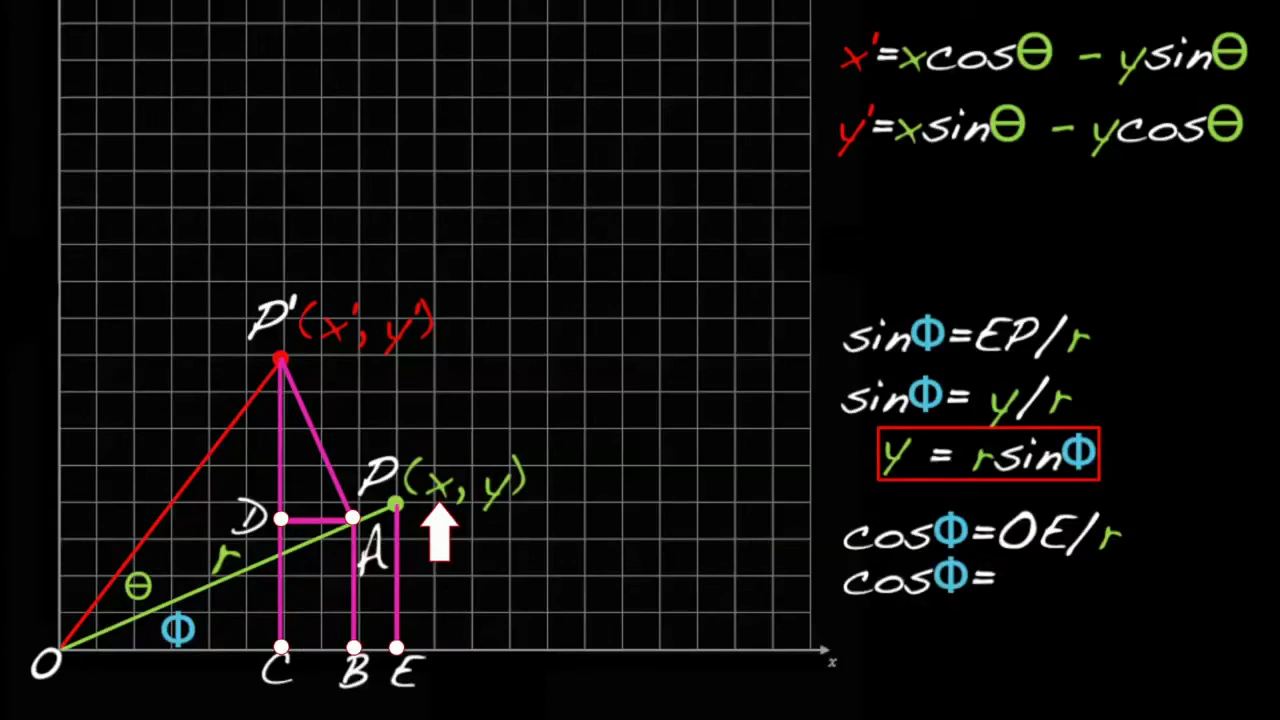 x'=xcosθ - ysinθ
y'=xsinθ - ycosθ
P'(x', y')
sinΦ=EP/r
sinΦ= y/r
y = rsinΦ
P(x, y)
D
A
r
θ
Φ
cosΦ=OE/r
cosΦ=
O
C
B
E
x